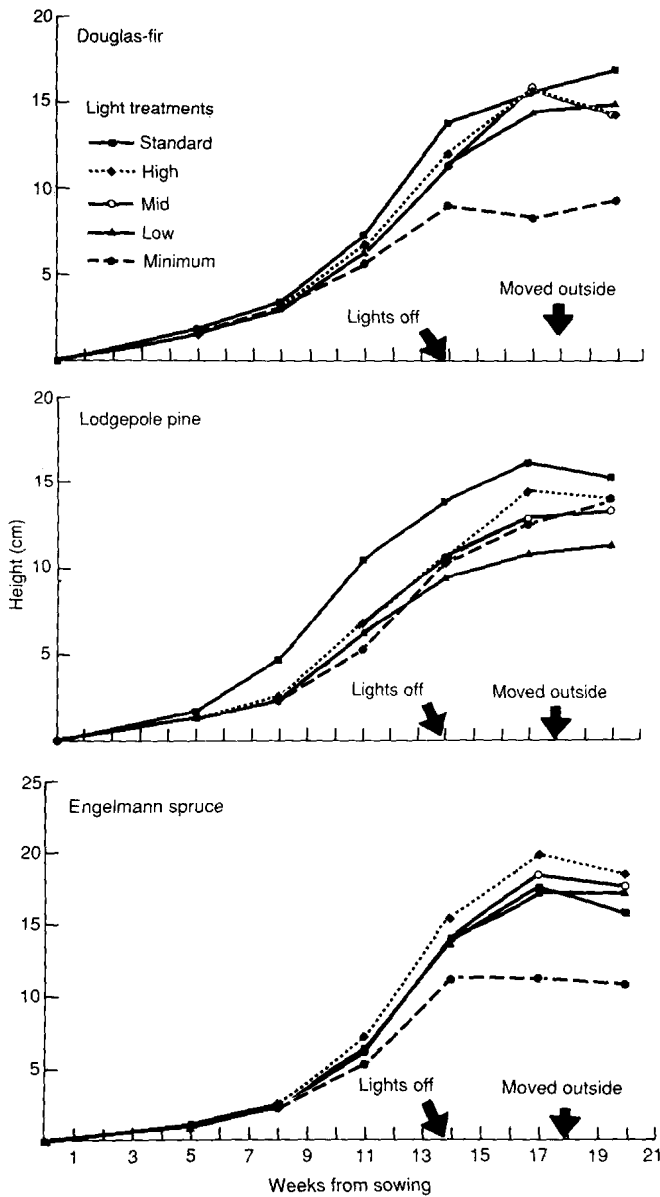 20
Douglas-fir
Light treatments
15
Standard
High
10
Mid
Low
Minimum
5
Lights off
Moved outside
20
Lodgepole pine
15
Height (cm)
10
5
Lights off
Moved outside
25
Engelmann spruce
20
15
10
5
Lights off
Moved outside
1 3 5 7 9 11 13 15 17 19 21
Weeks from sowing